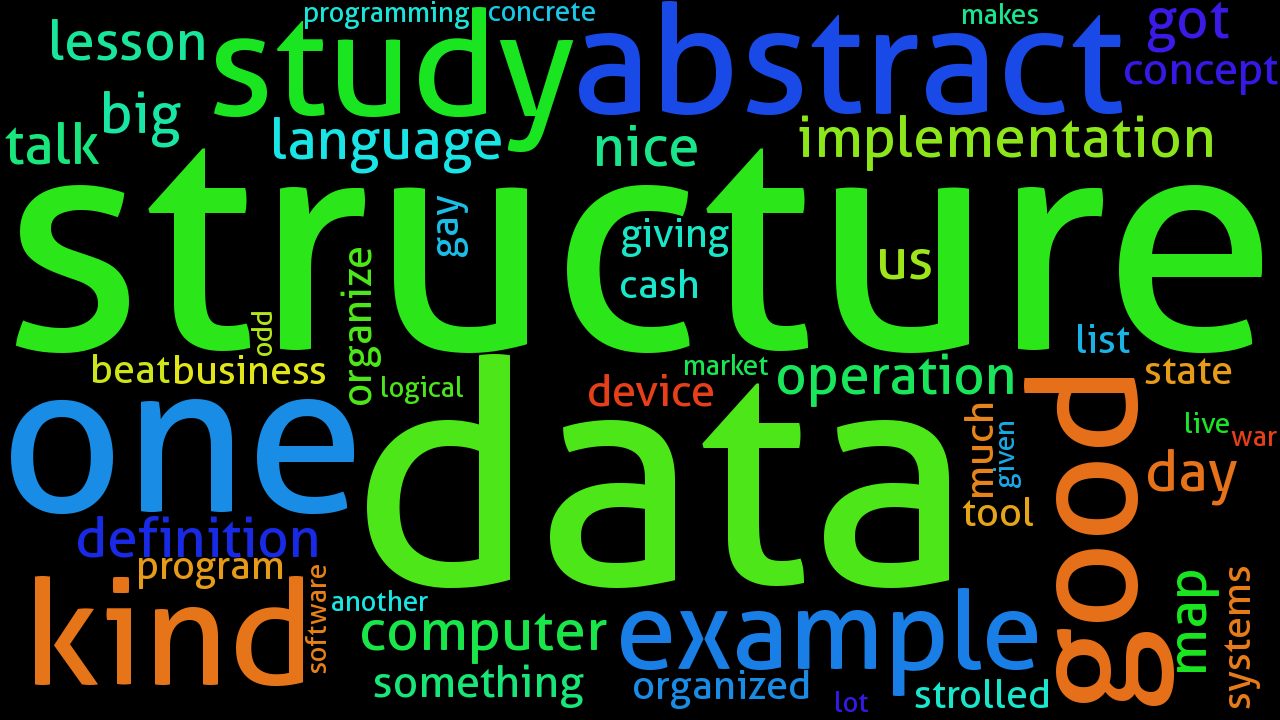 programming concrete makes
lesson study abstract got
concept
big
talk language nice implementation
structure
gay giving us
cash
organize
odd list
beat business logical market operation state
device
one data good
much given live war
day
tool
definition
program
kind software another computer example map systems
something organized strolled
lot